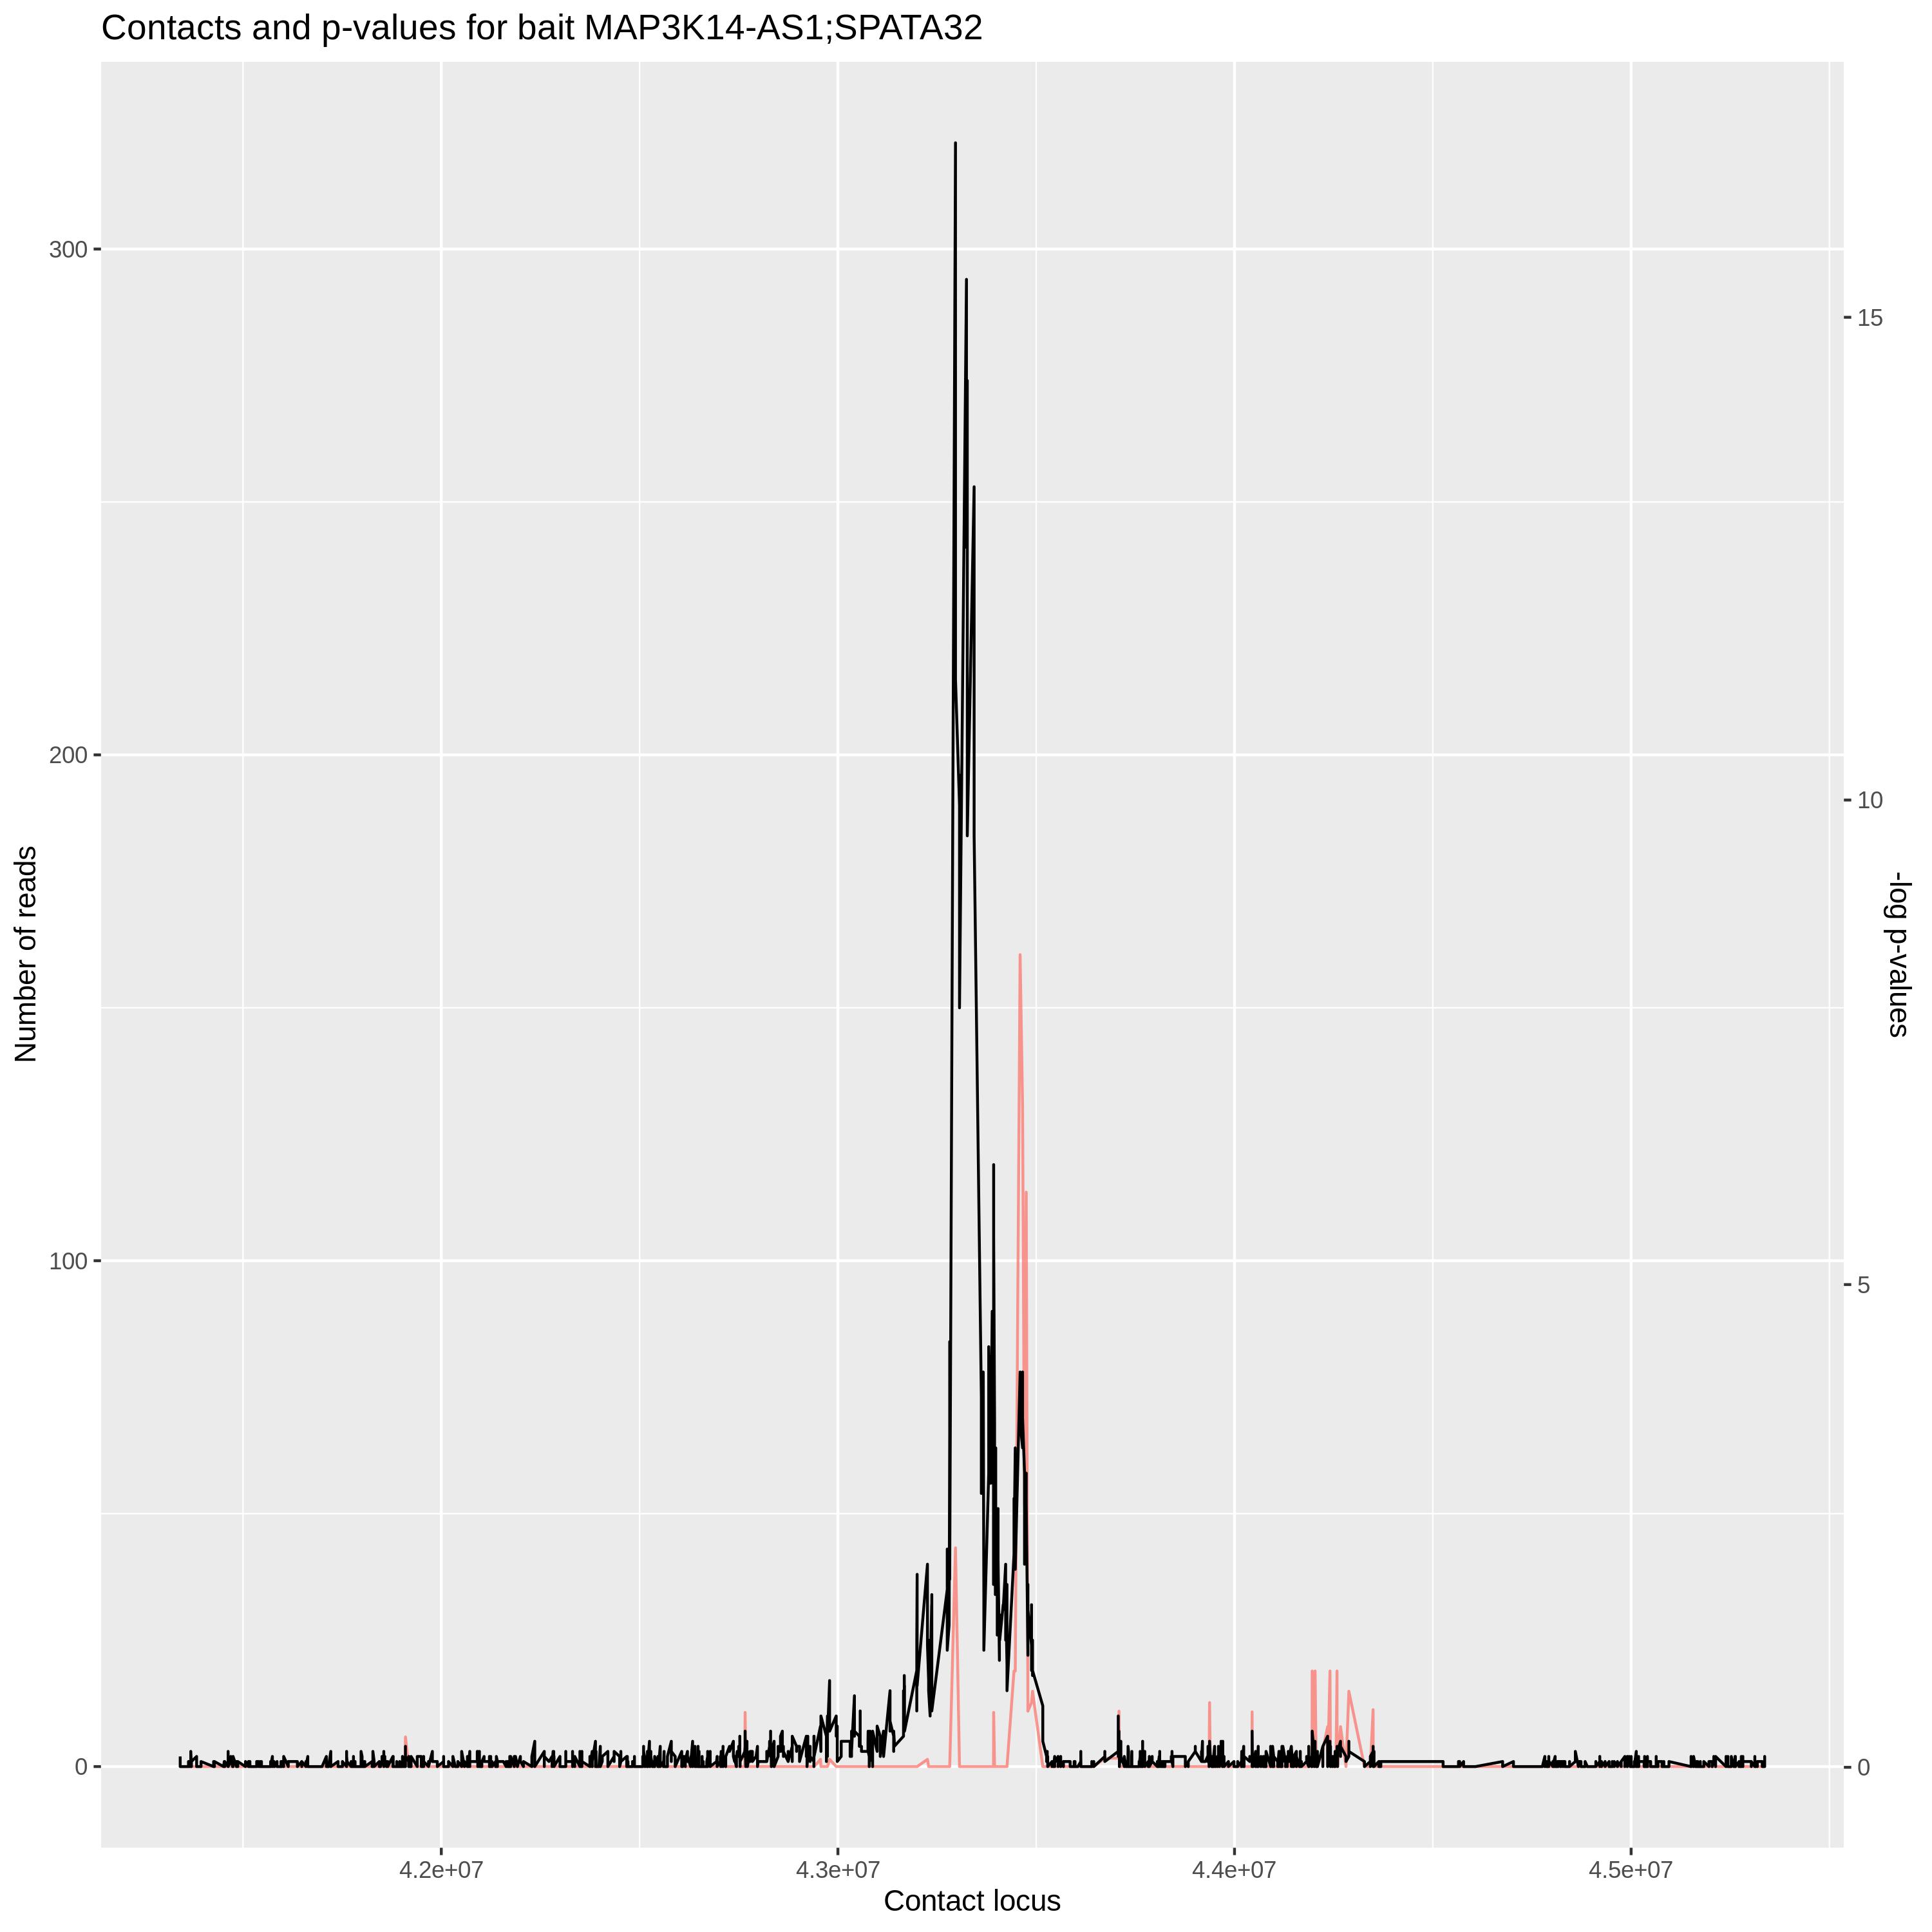 Contacts and p-values for bait MAP3K14-AS1;SPATA32
300
200
100
0
Number of reads
15
10
5
0
-log p-values
4.2e+07
4.3e+07
4.4e+07
4.5e+07
Contact locus